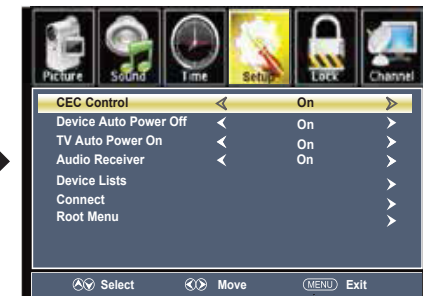 Picture Sound Time Setup Lock Channel
CEC Control On
Device Auto Power Off On
TV Auto Power On On
Audio Receiver On
Device Lists
Connect
Root Menu
Select Move MENU Exit